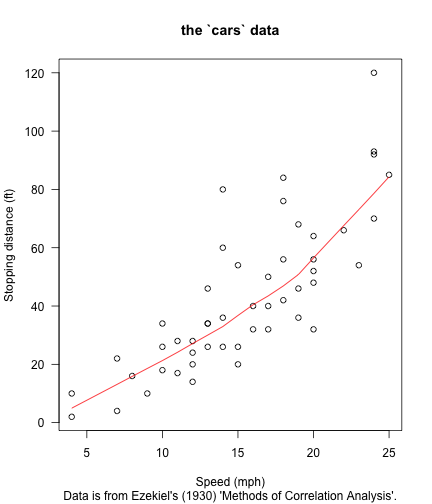 the `cars` data
120
100
80
60
40
20
0
Stopping distance (ft)
5 10 15 20 25
Speed (mph)
Data is from Ezekiel's (1930) 'Methods of Correlation Analysis'.